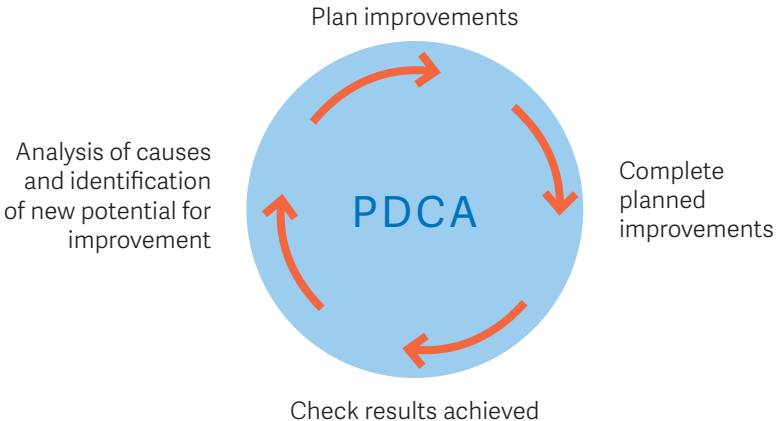 Plan improvements
Analysis of causes
and identification
of new potential for
improvement
PDCA
Complete
planned
improvements
Check results achieved